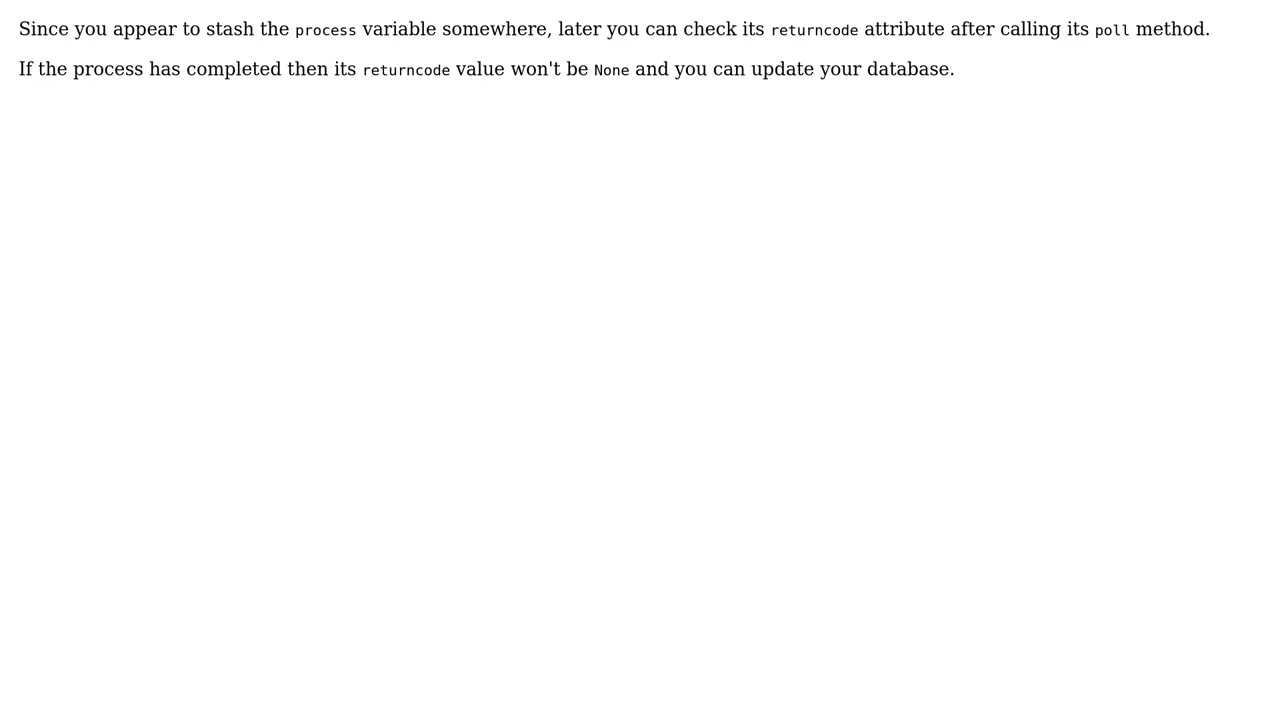 Since you appear to stash the process variable somewhere, later you can check its returncode attribute after calling its poll method.
If the process has completed then its returncode value won't be None and you can update your database.